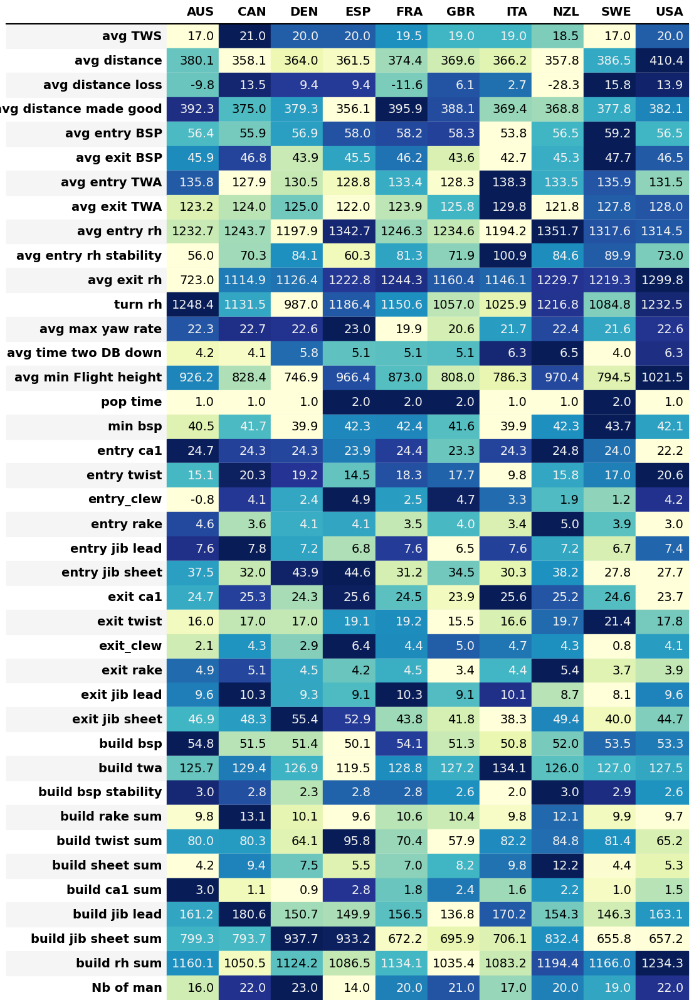 AUS CAN DEN ESP FRA GBR ITA NZL SWE USA
avg TWS 17.0 21.0 20.0 20.0 19.5 19.0 19.0 18.5 17.0 20.0
avg distance 380.1 358.1 364.0 361.5 374.4 369.6 366.2 357.8 386.5 410.4
avg distance loss -9.8 13.5 9.4 9.4 -11.6 6.1 2.7 -28.3 15.8 13.9
avg distance made good 392.3 375.0 379.3 356.1 395.9 388.1 369.4 368.8 377.8 382.1
avg entry BSP 56.4 55.9 56.9 58.0 58.2 58.3 53.8 56.5 59.2 56.5
avg exit BSP 45.9 46.8 43.9 45.5 46.2 43.6 42.7 45.3 47.7 46.5
avg entry TWA 135.8 127.9 130.5 128.8 133.4 128.3 138.3 133.5 135.9 131.5
avg exit TWA 123.2 124.0 125.0 122.0 123.9 125.8 129.8 121.8 127.8 128.0
avg entry rh 1232.7 1243.7 1197.9 1342.7 1246.3 1234.6 1194.2 1351.7 1317.6 1314.5
avg entry rh stability 56.0 70.3 84.1 60.3 81.3 71.9 100.9 84.6 89.9 73.0
avg exit rh 723.0 1114.9 1126.4 1222.8 1244.3 1160.4 1146.1 1229.7 1219.3 1299.8
turn rh 1248.4 1131.5 987.0 1186.4 1150.6 1057.0 1025.9 1216.8 1084.8 1232.5
avg max yaw rate 22.3 22.7 22.6 23.0 19.9 20.6 21.7 22.4 21.6 22.6
avg time two DB down 4.2 4.1 5.8 5.1 5.1 5.1 6.3 6.5 4.0 6.3
avg min Flight height 926.2 828.4 746.9 966.4 873.0 808.0 786.3 970.4 794.5 1021.5
pop time 1.0 1.0 1.0 2.0 2.0 2.0 1.0 1.0 2.0 1.0
min bsp 40.5 41.7 39.9 42.3 42.4 41.6 39.9 42.3 43.7 42.1
entry ca1 24.7 24.3 24.3 23.9 24.4 23.3 24.3 24.8 24.0 22.2
entry twist 15.1 20.3 19.2 14.5 18.3 17.7 9.8 15.8 17.0 20.6
entry_clew -0.8 4.1 2.4 4.9 2.5 4.7 3.3 1.9 1.2 4.2
entry rake 4.6 3.6 4.1 4.1 3.5 4.0 3.4 5.0 3.9 3.0
entry jib lead 7.6 7.8 7.2 6.8 7.6 6.5 7.6 7.2 6.7 7.4
entry jib sheet 37.5 32.0 43.9 44.6 31.2 34.5 30.3 38.2 27.8 27.7
exit ca1 24.7 25.3 24.3 25.6 24.5 23.9 25.6 25.2 24.6 23.7
exit twist 16.0 17.0 17.0 19.1 19.2 15.5 16.6 19.7 21.4 17.8
exit_clew 2.1 4.3 2.9 6.4 4.4 5.0 4.7 4.3 0.8 4.1
exit rake 4.9 5.1 4.5 4.2 4.5 3.4 4.4 5.4 3.7 3.9
exit jib lead 9.6 10.3 9.3 9.1 10.3 9.1 10.1 8.7 8.1 9.6
exit jib sheet 46.9 48.3 55.4 52.9 43.8 41.8 38.3 49.4 40.0 44.7
build bsp 54.8 51.5 51.4 50.1 54.1 51.3 50.8 52.0 53.5 53.3
build twa 125.7 129.4 126.9 119.5 128.8 127.2 134.1 126.0 127.0 127.5
build bsp stability 3.0 2.8 2.3 2.8 2.8 2.6 2.0 3.0 2.9 2.6
build rake sum 9.8 13.1 10.1 9.6 10.6 10.4 9.8 12.1 9.9 9.7
build twist sum 80.0 80.3 64.1 95.8 70.4 57.9 82.2 84.8 81.4 65.2
build sheet sum 4.2 9.4 7.5 5.5 7.0 8.2 9.8 12.2 4.4 5.3
build ca1 sum 3.0 1.1 0.9 2.8 1.8 2.4 1.6 2.2 1.0 1.5
build jib lead 161.2 180.6 150.7 149.9 156.5 136.8 170.2 154.3 146.3 163.1
build jib sheet sum 799.3 793.7 937.7 933.2 672.2 695.9 706.1 832.4 655.8 657.2
build rh sum 1160.1 1050.5 1124.2 1086.5 1134.1 1035.4 1083.2 1194.4 1166.0 1234.3
Nb of man 16.0 22.0 23.0 14.0 20.0 21.0 17.0 20.0 19.0 22.0